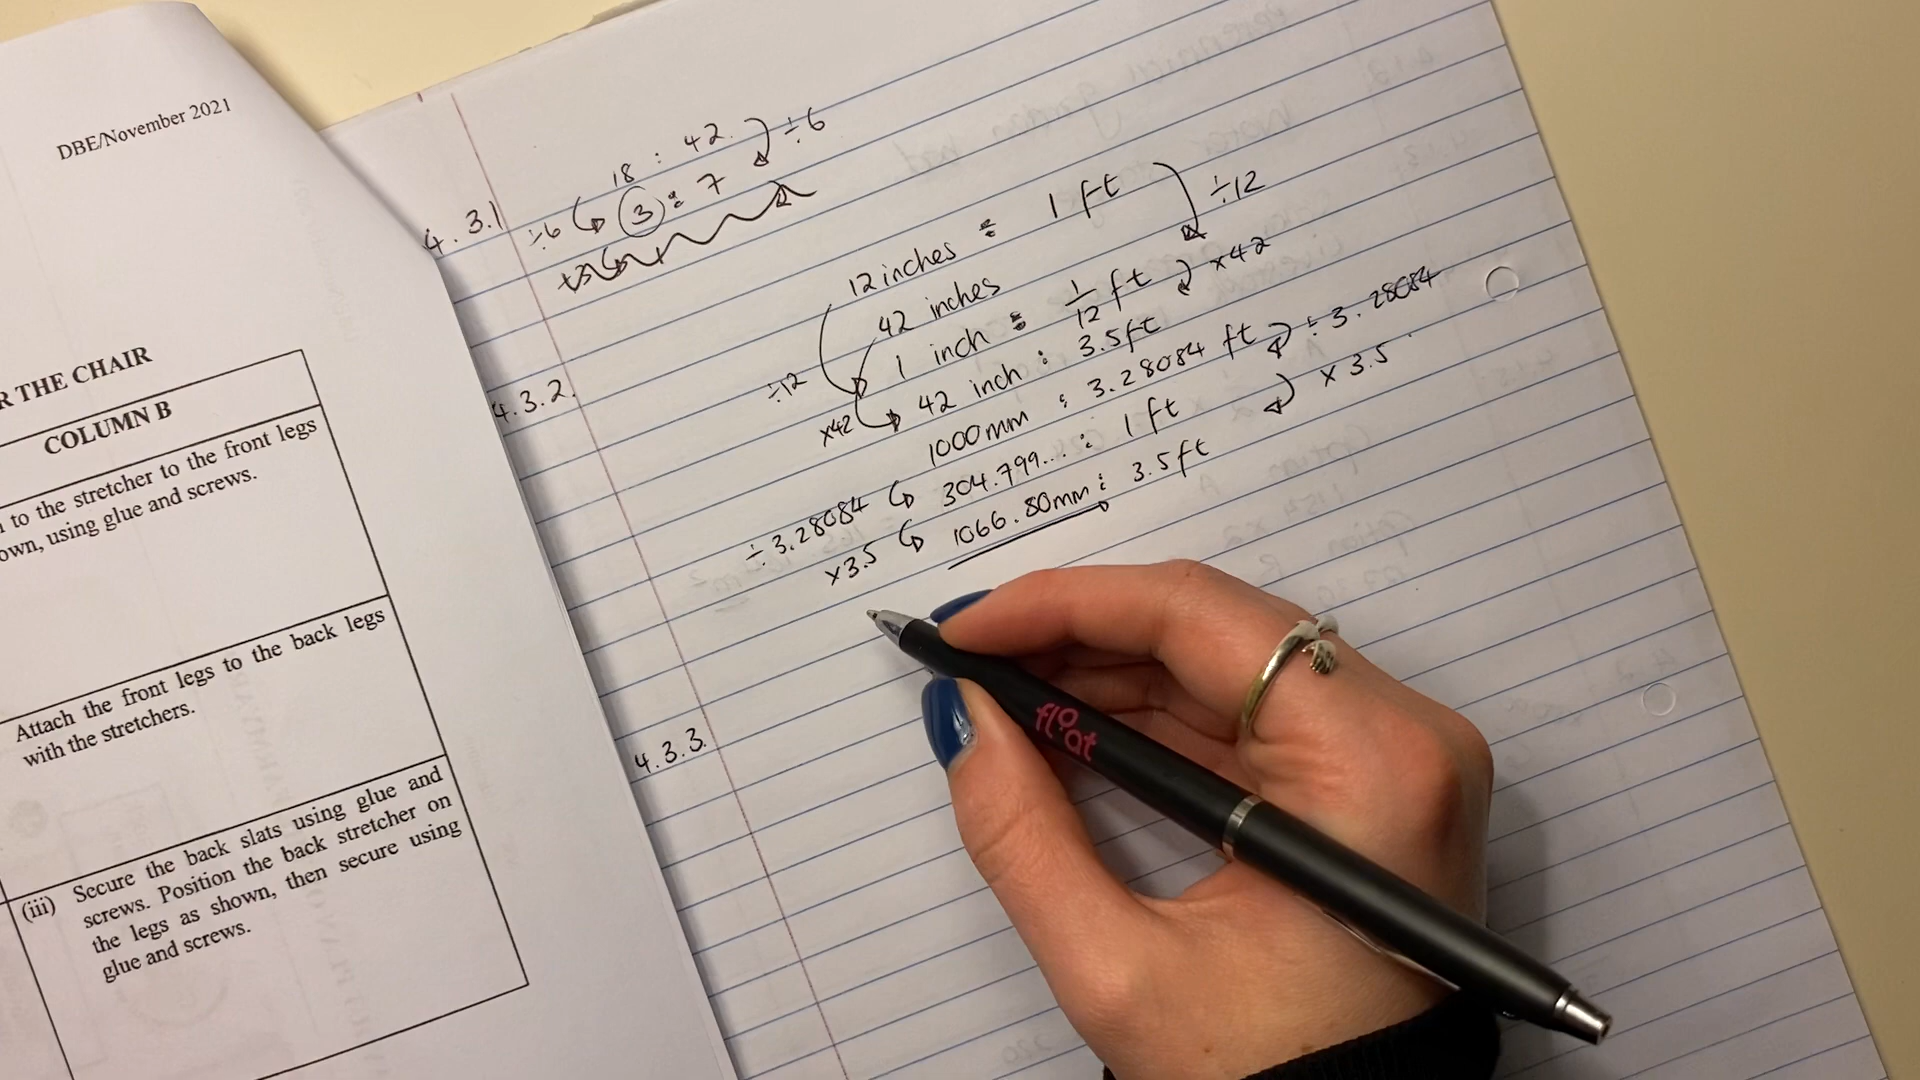 DBE/November 2021
R THE CHAIR
COLUMN B
to the stretcher to the front legs
own, using glue and screws.
Attach the front legs to the back legs
with the stretchers.
(iii) Secure the back slats using glue and
screws. Position the back stretcher on
the legs as shown, then secure using
glue and screws.
18 : 42 ÷6
4.3.1 ÷6 3 : 7
12 inches : 1 ft ÷12
42 inches
4.3.2. ÷12 1 inch : 1/12 ft ×42
×42 42 inch : 3.5ft
1000mm : 3.28084 ft ÷3.28084
÷3.28084 304.799... : 1 ft ×3.5
×3.5 1066.80mm : 3.5ft
4.3.3.
float